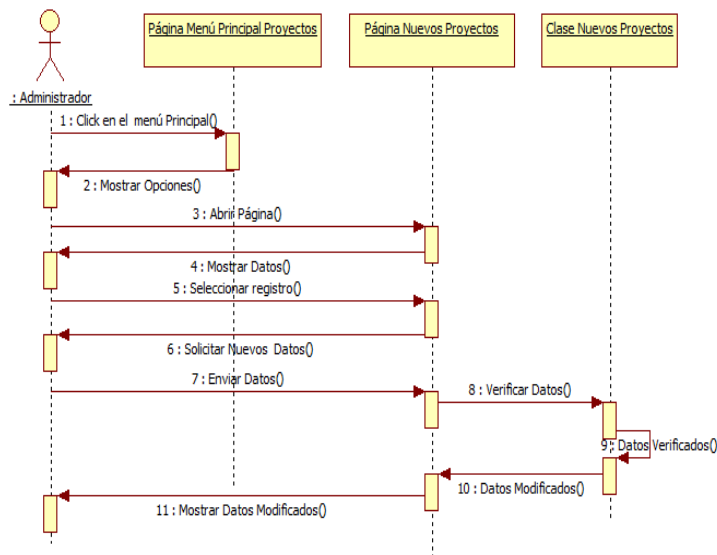 Página Menú Principal Proyectos
Página Nuevos Proyectos
Clase Nuevos Proyectos
: Administrador
1 : Click en el menú Principal()
2 : Mostrar Opciones()
3 : Abrir Página()
4 : Mostrar Datos()
5 : Seleccionar registro()
6 : Solicitar Nuevos Datos()
7 : Enviar Datos()
8 : Verificar Datos()
9 : Datos Verificados()
10 : Datos Modificados()
11 : Mostrar Datos Modificados()